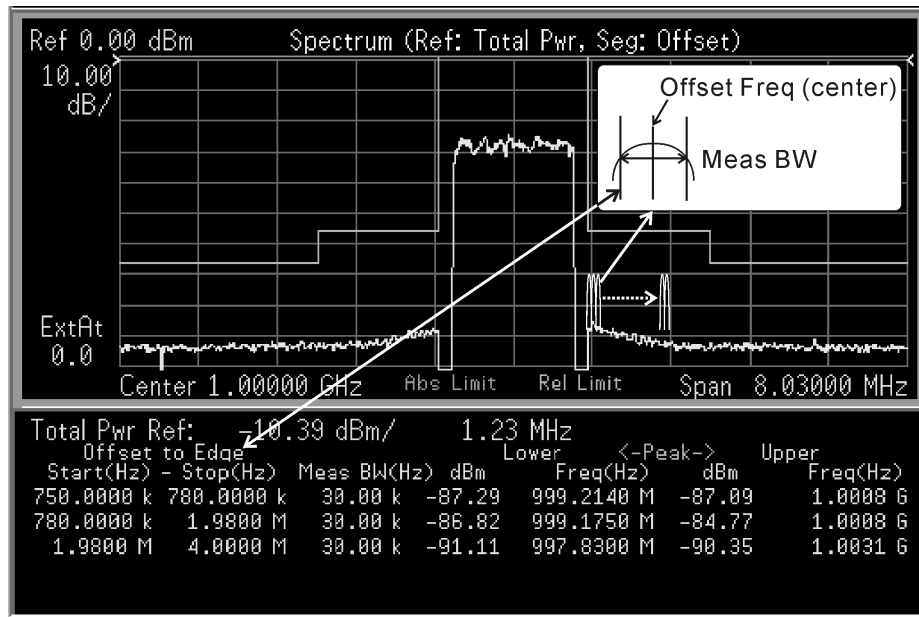 Ref 0.00 dBm Spectrum (Ref: Total Pwr, Seg: Offset)
10.00
dB/
Offset Freq (center)
Meas BW
ExtAt
0.0
Center 1.00000 GHz Abs Limit Rel Limit Span 8.03000 MHz
Total Pwr Ref: -10.39 dBm/ 1.23 MHz
Offset to Edge Lower <-Peak-> Upper
Start(Hz) - Stop(Hz) Meas BW(Hz) dBm Freq(Hz) dBm Freq(Hz)
750.0000 k 780.0000 k 30.00 k -87.29 999.2140 M -87.09 1.0008 G
780.0000 k 1.9800 M 30.00 k -86.82 999.1750 M -84.77 1.0008 G
1.9800 M 4.0000 M 30.00 k -91.11 997.8300 M -90.35 1.0031 G